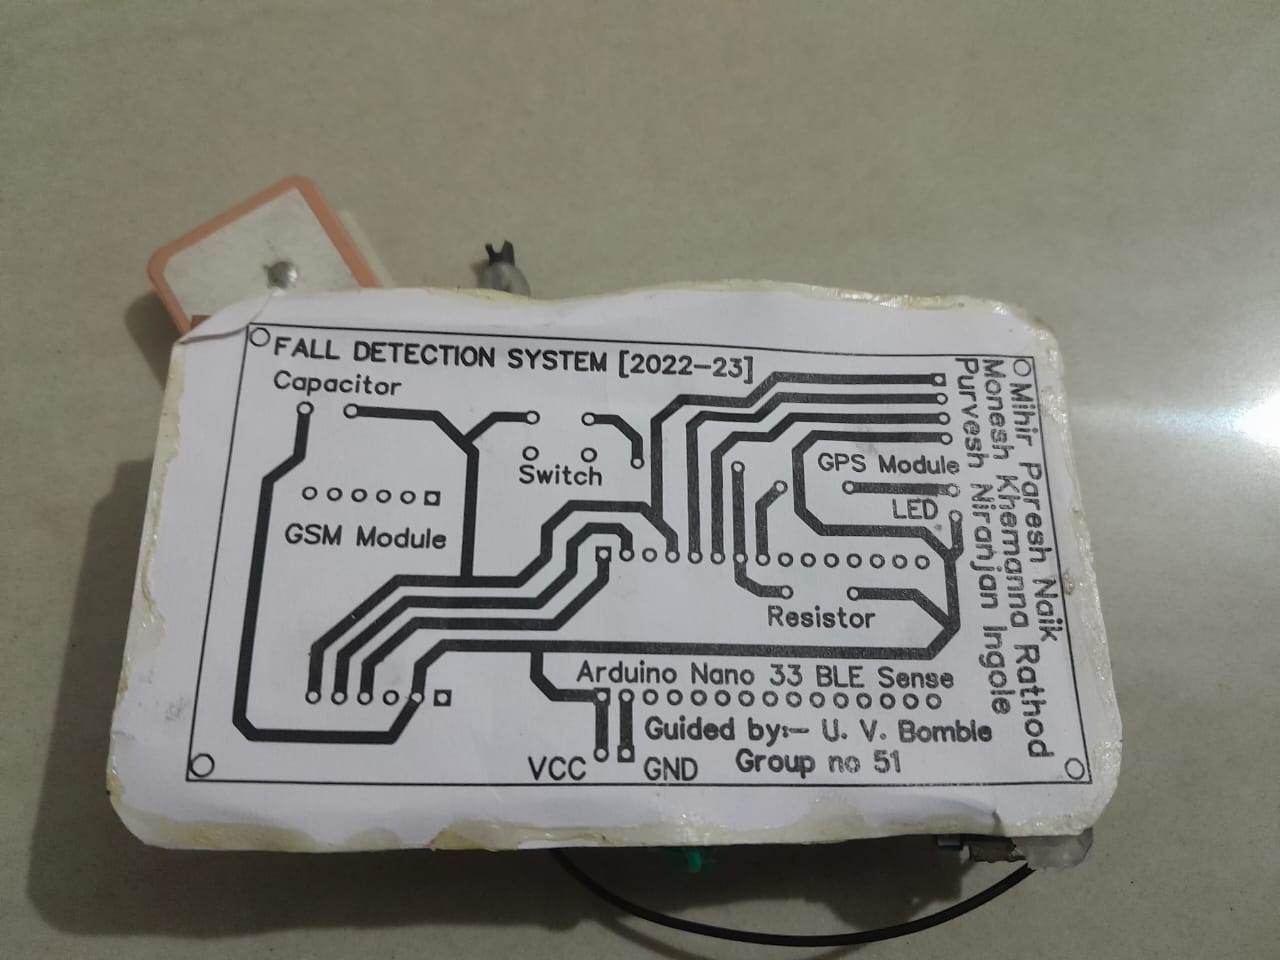 FALL DETECTION SYSTEM [2022-23]
Capacitor
Switch
GSM Module
GPS Module
LED
Resistor
Arduino Nano 33 BLE Sense
Guided by:- U. V. Bomble
Group no 51
VCC
GND
Mihir Paresh Naik
Monesh Khemanna Rathod
Purvesh Niranjan Ingole